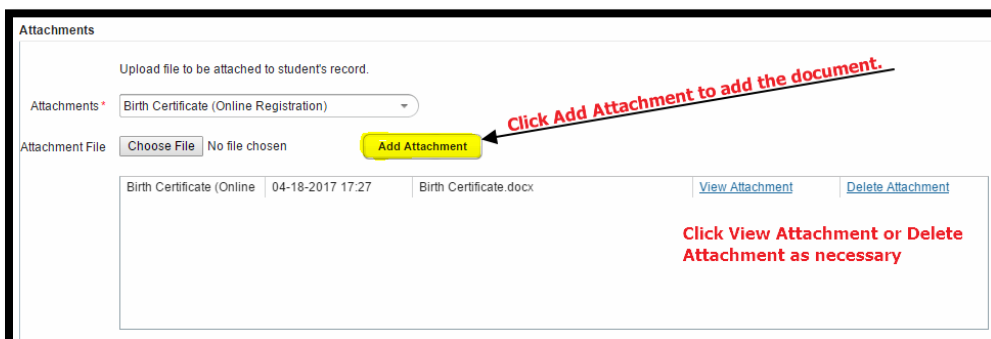 Attachments
Upload file to be attached to student's record.
Click Add Attachment to add the document.
Attachments * Birth Certificate (Online Registration)
Attachment File Choose File No file chosen Add Attachment
Birth Certificate (Online 04-18-2017 17:27 Birth Certificate.docx View Attachment Delete Attachment
Click View Attachment or Delete
Attachment as necessary